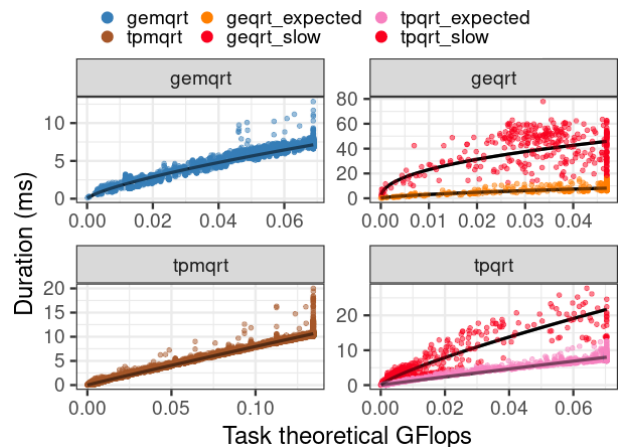 gemqrt geqrt_expected tpqrt_expected
tpmqrt geqrt_slow tpqrt_slow
gemqrt
geqrt
10
5
0
0.00 0.02 0.04 0.06
80
60
40
20
0
0.00 0.01 0.02 0.03 0.04
Duration (ms)
tpmqrt
tpqrt
20
15
10
5
0
0.00 0.05 0.10
20
10
0
0.00 0.02 0.04 0.06
Task theoretical GFlops